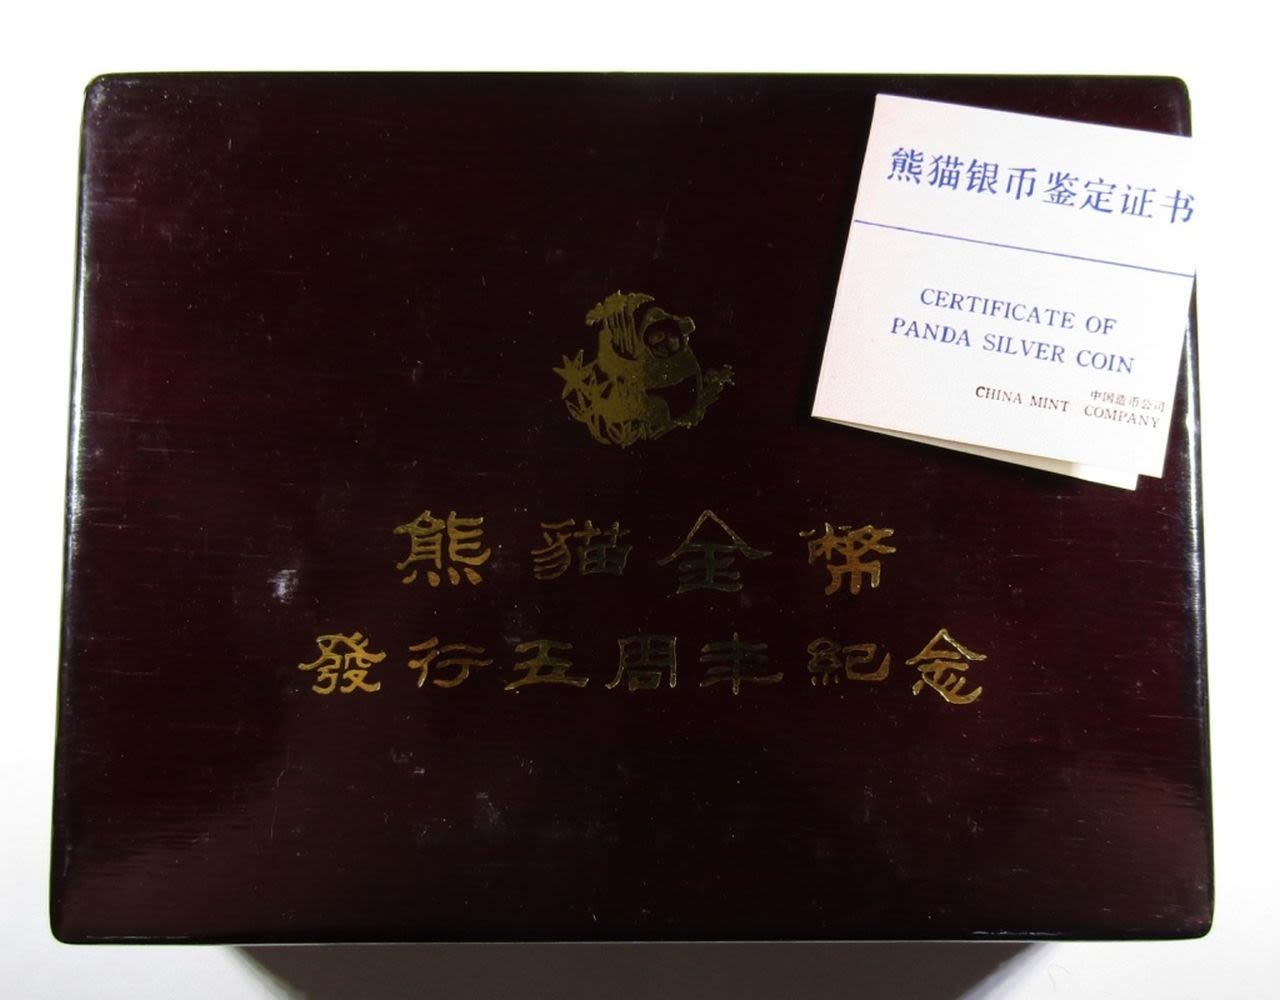 熊猫银币鉴定证书
CERTIFICATE OF
PANDA SILVER COIN
中国造币公司
CHINA MINT COMPANY
熊貓金幣
發行五周年紀念